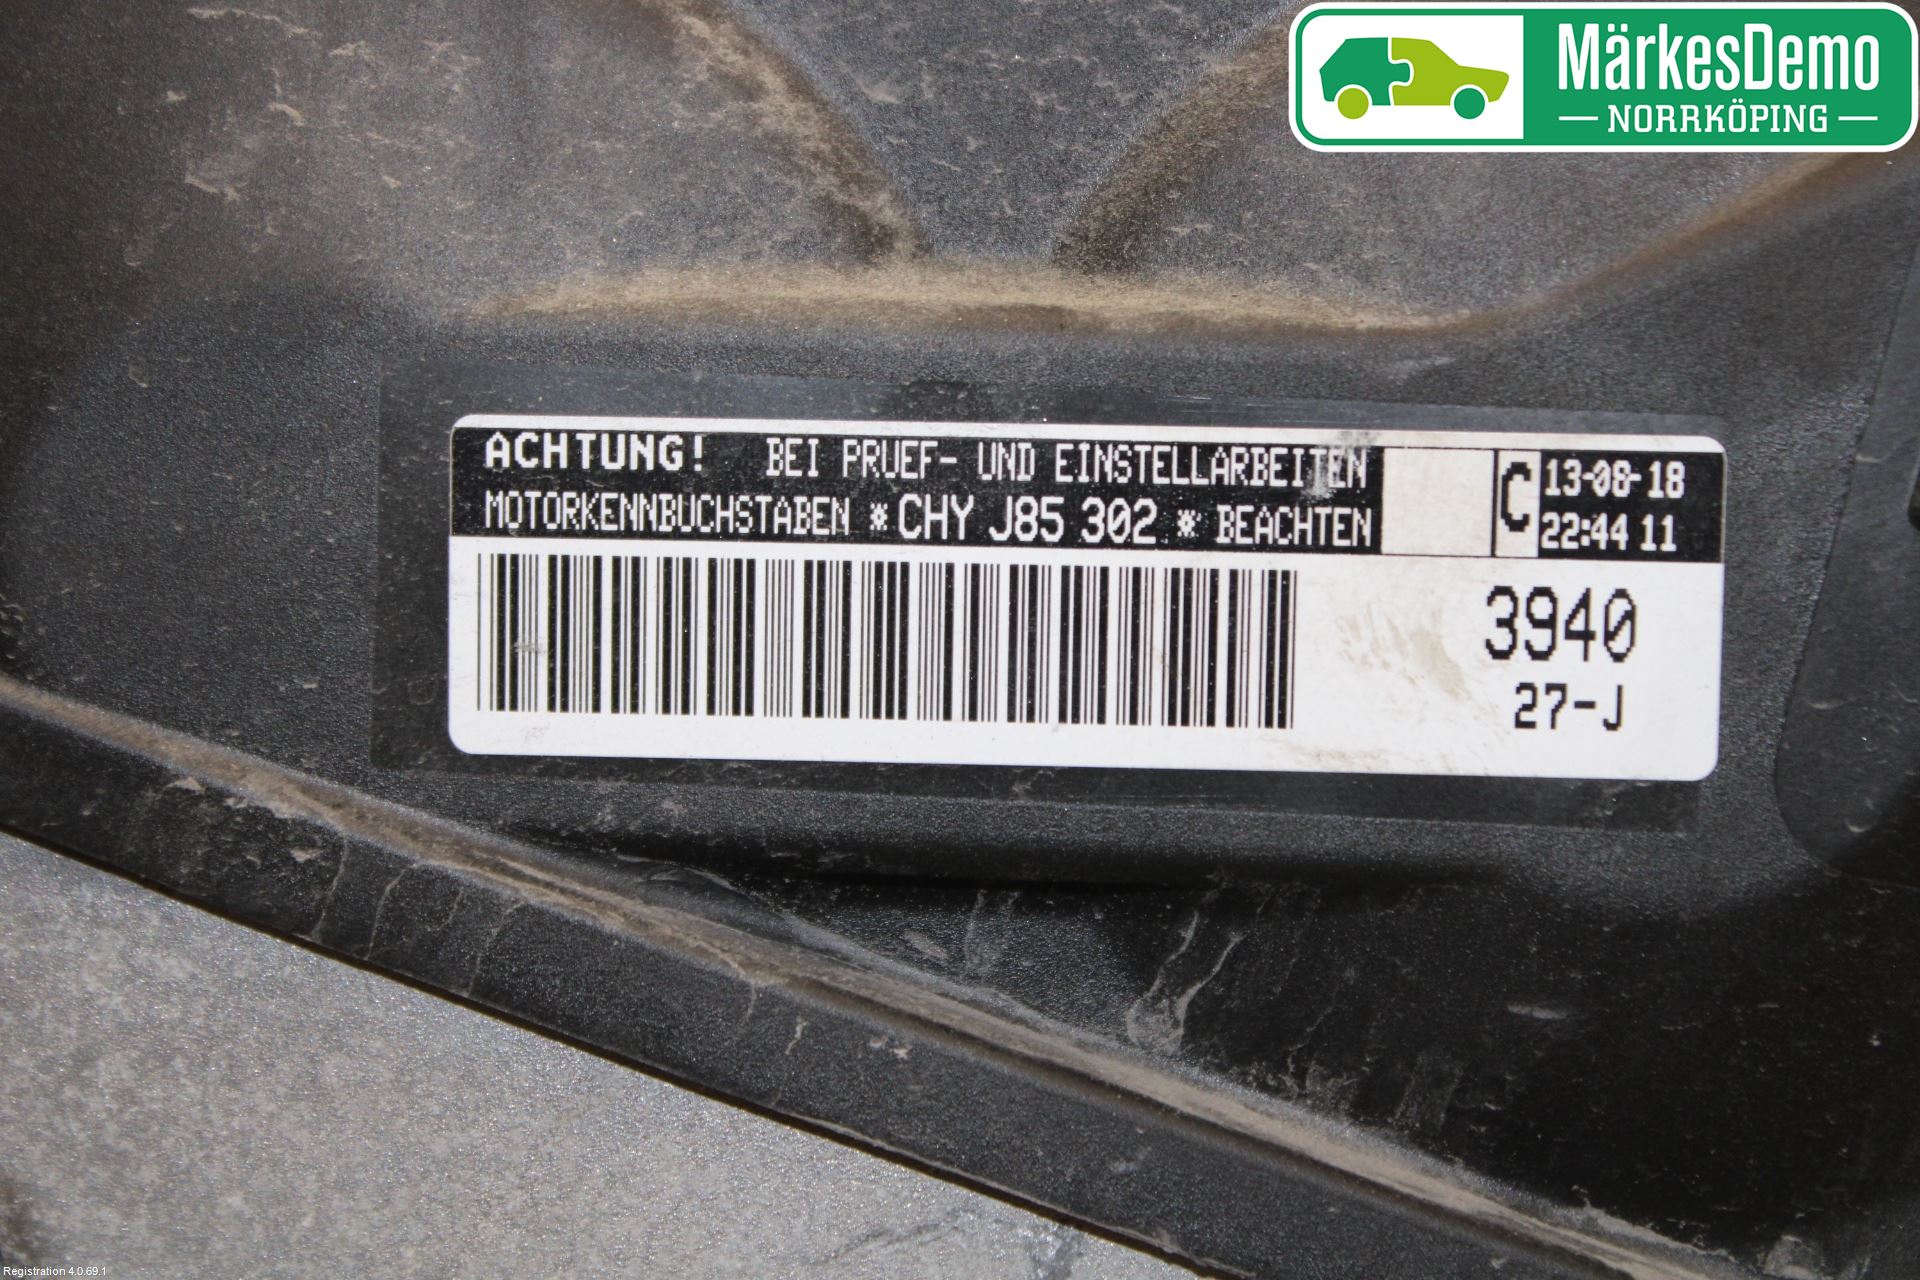 MärkesDemo
NORRKÖPING
ACHTUNG! BEI PRUEF- UND EINSTELLARBEITEN
MOTORKENNBUCHSTABEN * CHY J85 302 * BEACHTEN
C
13-08-18
22:44 11
3940
27-J
Registration 4.0.69.1